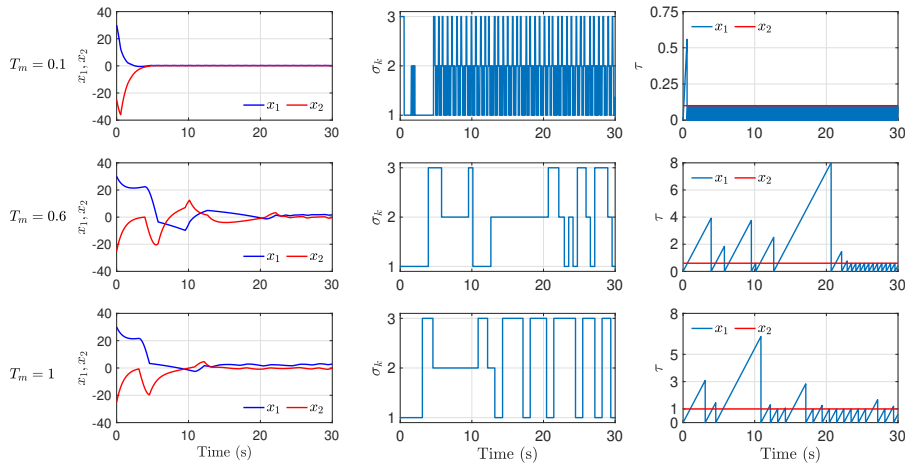 T_m = 0.1
x_1, x_2
40
20
0
-20
-40
x_1 x_2
0 10 20 30
σ_k
3
2
1
0 10 20 30
τ
0.75
0.5
0.25
0
x_1 x_2
0 10 20 30
T_m = 0.6
x_1, x_2
40
20
0
-20
-40
x_1 x_2
0 10 20 30
σ_k
3
2
1
0 10 20 30
τ
8
6
4
2
0
x_1 x_2
0 10 20 30
T_m = 1
x_1, x_2
40
20
0
-20
-40
x_1 x_2
0 10 20 30
Time (s)
σ_k
3
2
1
0 10 20 30
Time (s)
τ
8
5
3
1
0
x_1 x_2
0 10 20 30
Time (s)